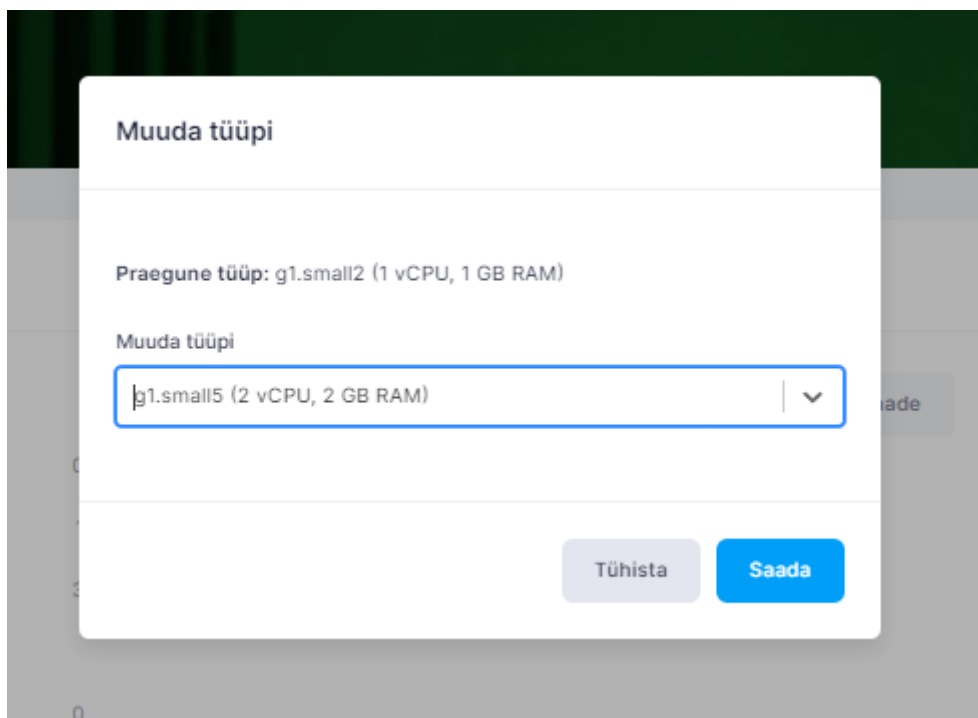 Muuda tüüpi
Praegune tüüp: g1.small2 (1 vCPU, 1 GB RAM)
Muuda tüüpi
g1.small5 (2 vCPU, 2 GB RAM)
Tühista
Saada